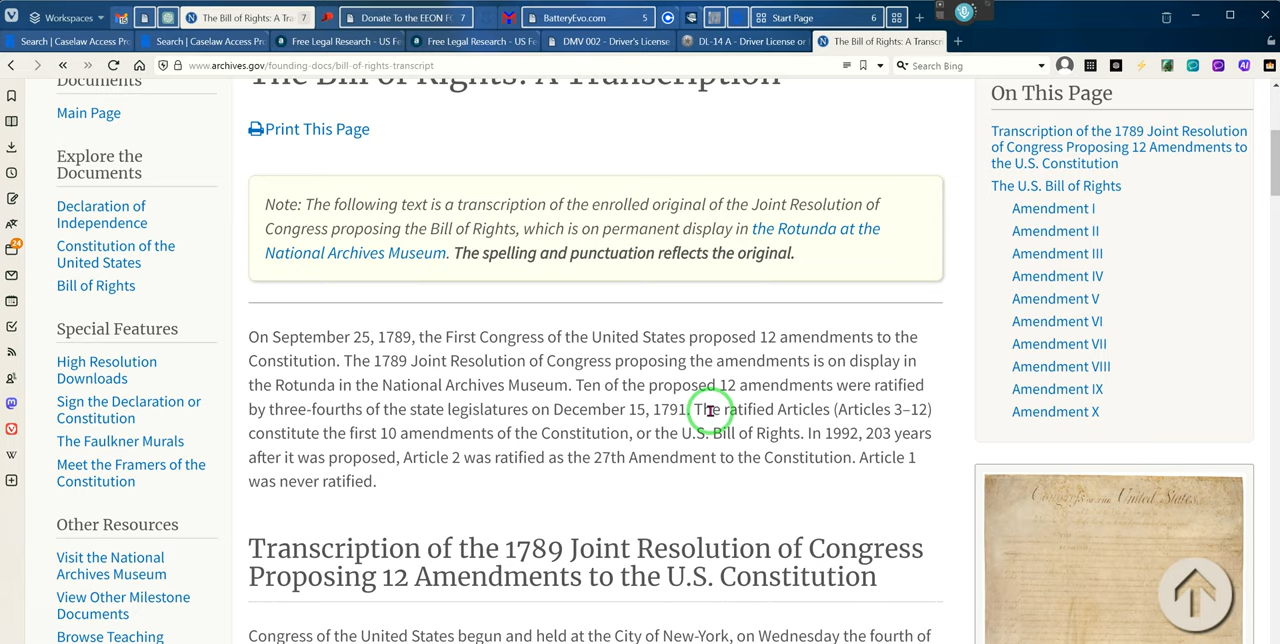 Workspaces
The Bill of Rights: A Tra 7
Donate To the EEON F 7
BatteryEvo.com 5
Start Page 6
Search | Caselaw Access Pr
Search | Caselaw Access Pr
Free Legal Research - US F
Free Legal Research - US F
DMV 002 - Driver's License
DL-14 A - Driver License or
The Bill of Rights: A Transcr
www.archives.gov/founding-docs/bill-of-rights-transcript
Search Bing
24
Documents
Main Page
Explore the
Documents
Declaration of
Independence
Constitution of the
United States
Bill of Rights
Special Features
High Resolution
Downloads
Sign the Declaration or
Constitution
The Faulkner Murals
Meet the Framers of the
Constitution
Other Resources
Visit the National
Archives Museum
View Other Milestone
Documents
Browse Teaching
The Bill of Rights: A Transcription
Print This Page
Note: The following text is a transcription of the enrolled original of the Joint Resolution of
Congress proposing the Bill of Rights, which is on permanent display in the Rotunda at the
National Archives Museum. The spelling and punctuation reflects the original.
On September 25, 1789, the First Congress of the United States proposed 12 amendments to the
Constitution. The 1789 Joint Resolution of Congress proposing the amendments is on display in
the Rotunda in the National Archives Museum. Ten of the proposed 12 amendments were ratified
by three-fourths of the state legislatures on December 15, 1791. The ratified Articles (Articles 3–12)
constitute the first 10 amendments of the Constitution, or the U.S. Bill of Rights. In 1992, 203 years
after it was proposed, Article 2 was ratified as the 27th Amendment to the Constitution. Article 1
was never ratified.
Transcription of the 1789 Joint Resolution of Congress
Proposing 12 Amendments to the U.S. Constitution
Congress of the United States begun and held at the City of New-York, on Wednesday the fourth of
On This Page
Transcription of the 1789 Joint Resolution
of Congress Proposing 12 Amendments to
the U.S. Constitution
The U.S. Bill of Rights
Amendment I
Amendment II
Amendment III
Amendment IV
Amendment V
Amendment VI
Amendment VII
Amendment VIII
Amendment IX
Amendment X
Congress of the United States